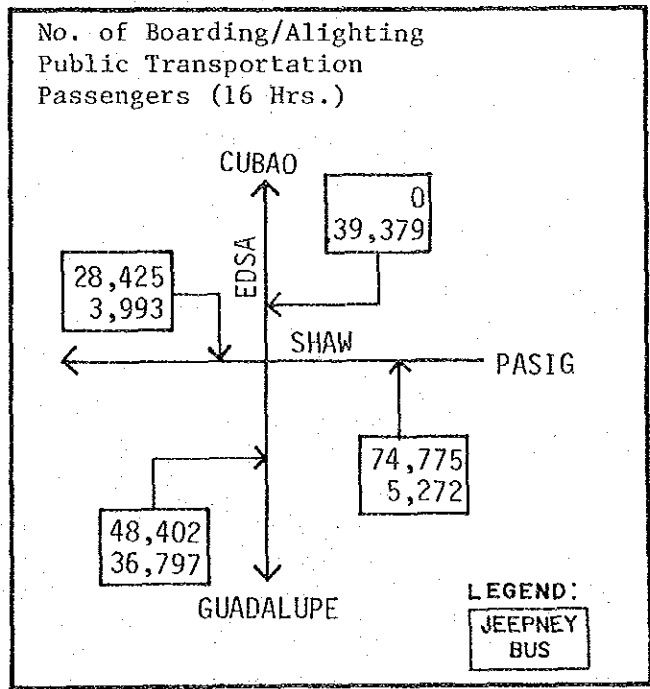 No. of Boarding/Alighting
Public Transportation
Passengers (16 Hrs.)
CUBAO
0
39,379
EDSA
28,425
3,993
SHAW
PASIG
74,775
5,272
48,402
36,797
GUADALUPE
LEGEND:
JEEPNEY
BUS